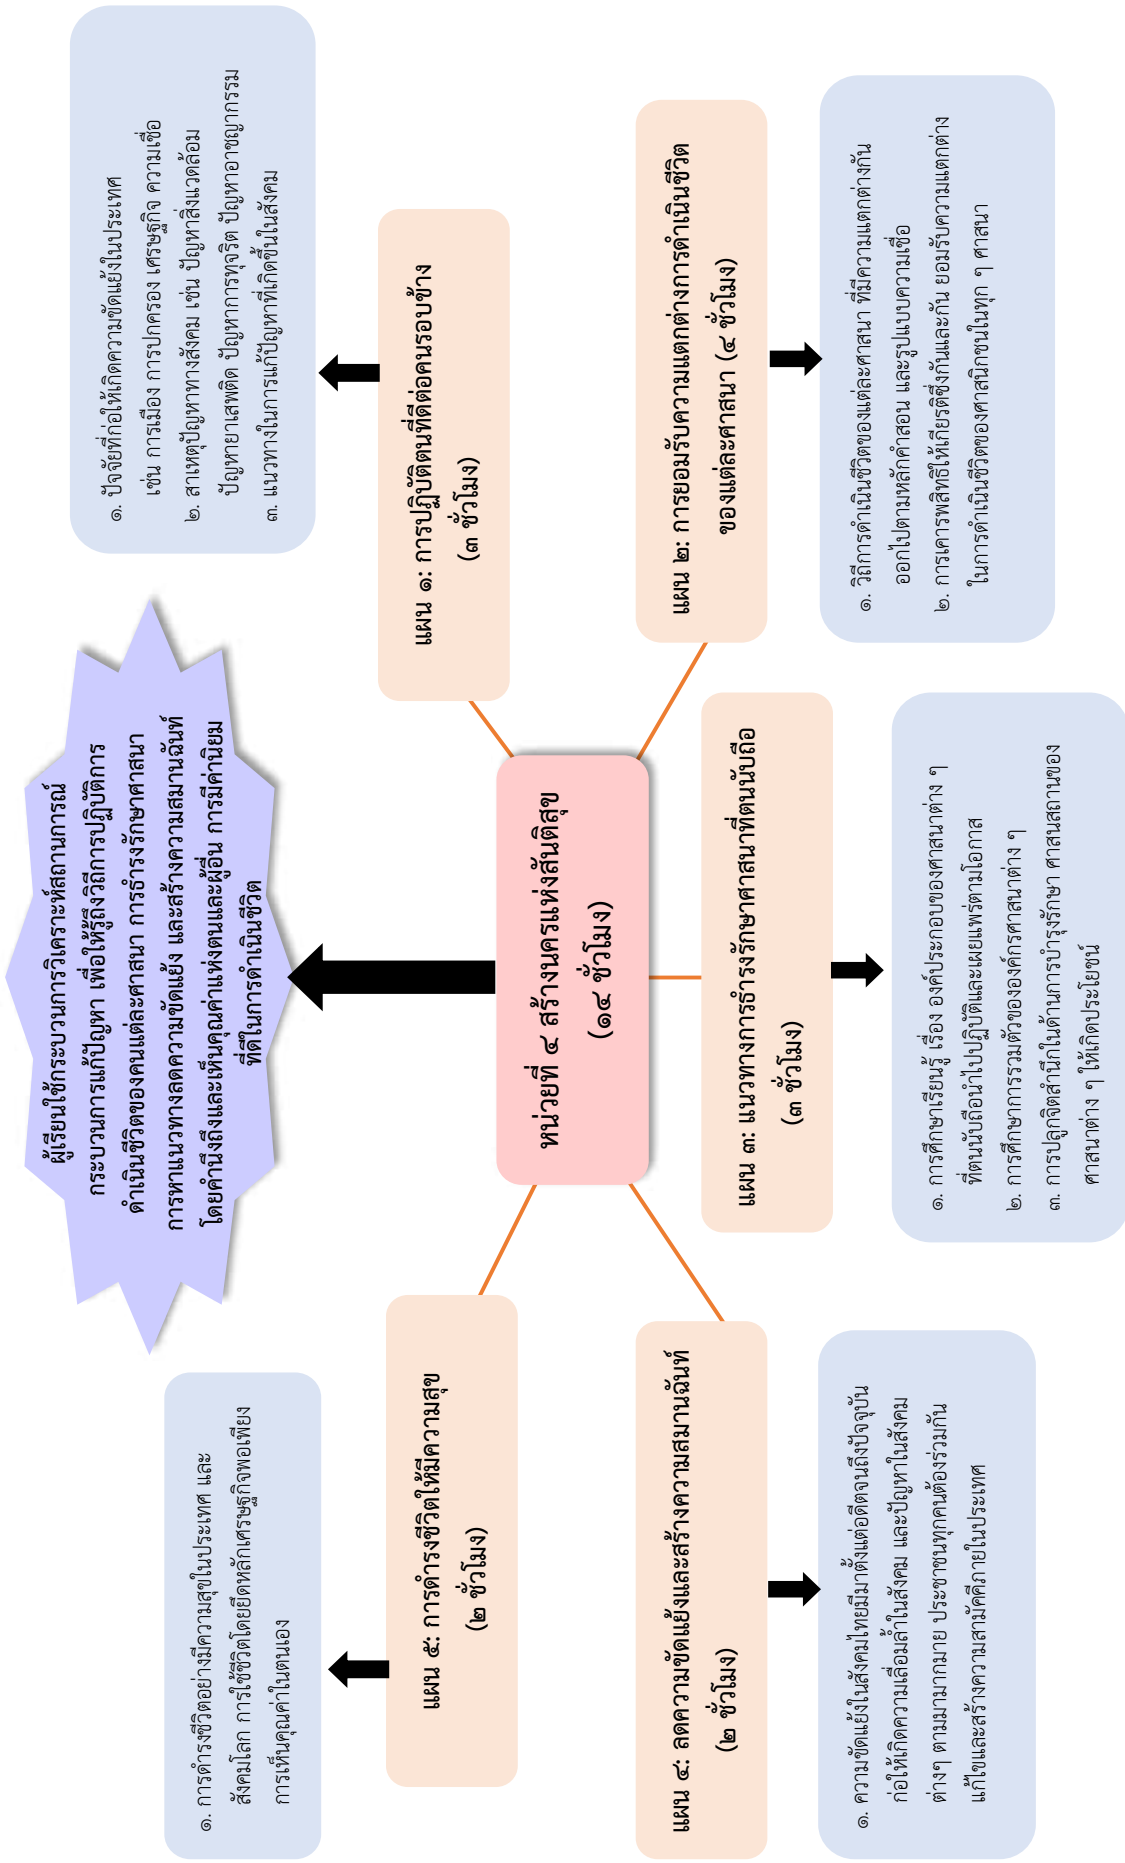 ผู้เรียนใช้กระบวนการวิเคราะห์สถานการณ์
กระบวนการแก้ปัญหา เพื่อให้รู้ถึงวิถีการปฏิบัติการ
ดำเนินชีวิตของคนแต่ละศาสนา การธำรงรักษาศาสนา
การหาแนวทางลดความขัดแย้ง และสร้างความสมานฉันท์
โดยคำนึงถึงและเห็นคุณค่าแห่งตนและผู้อื่น การมีค่านิยม
ที่ดีในการดำเนินชีวิต
หน่วยที่ ๔ สร้างนครแห่งสันติสุข
(๑๔ ชั่วโมง)
แผน ๑: การปฏิบัติตนที่ดีต่อคนรอบข้าง
(๓ ชั่วโมง)
๑. ปัจจัยที่ก่อให้เกิดความขัดแย้งในประเทศ
เช่น การเมือง การปกครอง เศรษฐกิจ ความเชื่อ
๒. สาเหตุปัญหาทางสังคม เช่น ปัญหาสิ่งแวดล้อม
ปัญหายาเสพติด ปัญหาการทุจริต ปัญหาอาชญากรรม
๓. แนวทางในการแก้ปัญหาที่เกิดขึ้นในสังคม
แผน ๒: การยอมรับความแตกต่างการดำเนินชีวิต
ของแต่ละศาสนา (๔ ชั่วโมง)
๑. วิถีการดำเนินชีวิตของแต่ละศาสนา ที่มีความแตกต่างกัน
ออกไปตามหลักคำสอน และรูปแบบความเชื่อ
๒. การเคารพสิทธิให้เกียรติซึ่งกันและกัน ยอมรับความแตกต่าง
ในการดำเนินชีวิตของศาสนิกชนในทุก ๆ ศาสนา
แผน ๓: แนวทางการธำรงรักษาศาสนาที่ตนนับถือ
(๓ ชั่วโมง)
๑. การศึกษาเรียนรู้ เรื่อง องค์ประกอบของศาสนาต่าง ๆ
ที่ตนนับถือนำไปปฏิบัติและเผยแพร่ตามโอกาส
๒. การศึกษาการรวมตัวขององค์กรศาสนาต่าง ๆ
๓. การปลูกจิตสำนึกในด้านการบำรุงรักษา ศาสนสถานของ
ศาสนาต่าง ๆ ให้เกิดประโยชน์
แผน ๔: ลดความขัดแย้งและสร้างความสมานฉันท์
(๒ ชั่วโมง)
๑. ความขัดแย้งในสังคมไทยมีมาตั้งแต่อดีตจนถึงปัจจุบัน
ก่อให้เกิดความเลื่อมล้ำในสังคม และปัญหาในสังคม
ต่างๆ ตามมามากมาย ประชาชนทุกคนต้องร่วมกัน
แก้ไขและสร้างความสามัคคีภายในประเทศ
แผน ๕: การดำรงชีวิตให้มีความสุข
(๒ ชั่วโมง)
๑. การดำรงชีวิตอย่างมีความสุขในประเทศ และ
สังคมโลก การใช้ชีวิตโดยยึดหลักเศรษฐกิจพอเพียง
การเห็นคุณค่าในตนเอง